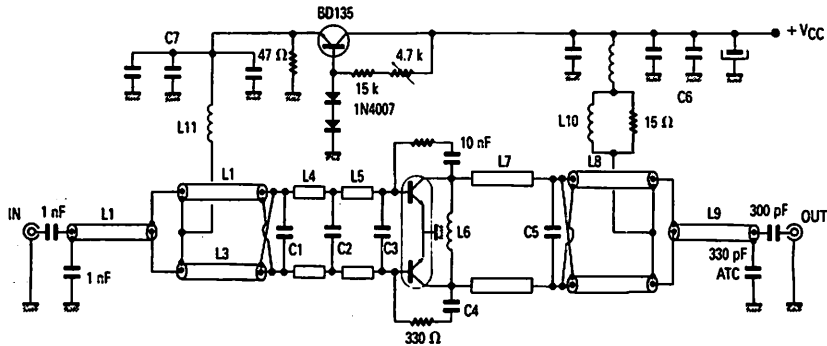 BD135
+ VCC
C7
47 Ω
4.7 k
15 k
1N4007
C6
L11
L10
15 Ω
10 nF
L1
L4
L5
L7
L8
IN
1 nF
L1
L3
C1
C2
C3
L6
C5
L9
300 pF
OUT
1 nF
330 pF
ATC
C4
330 Ω